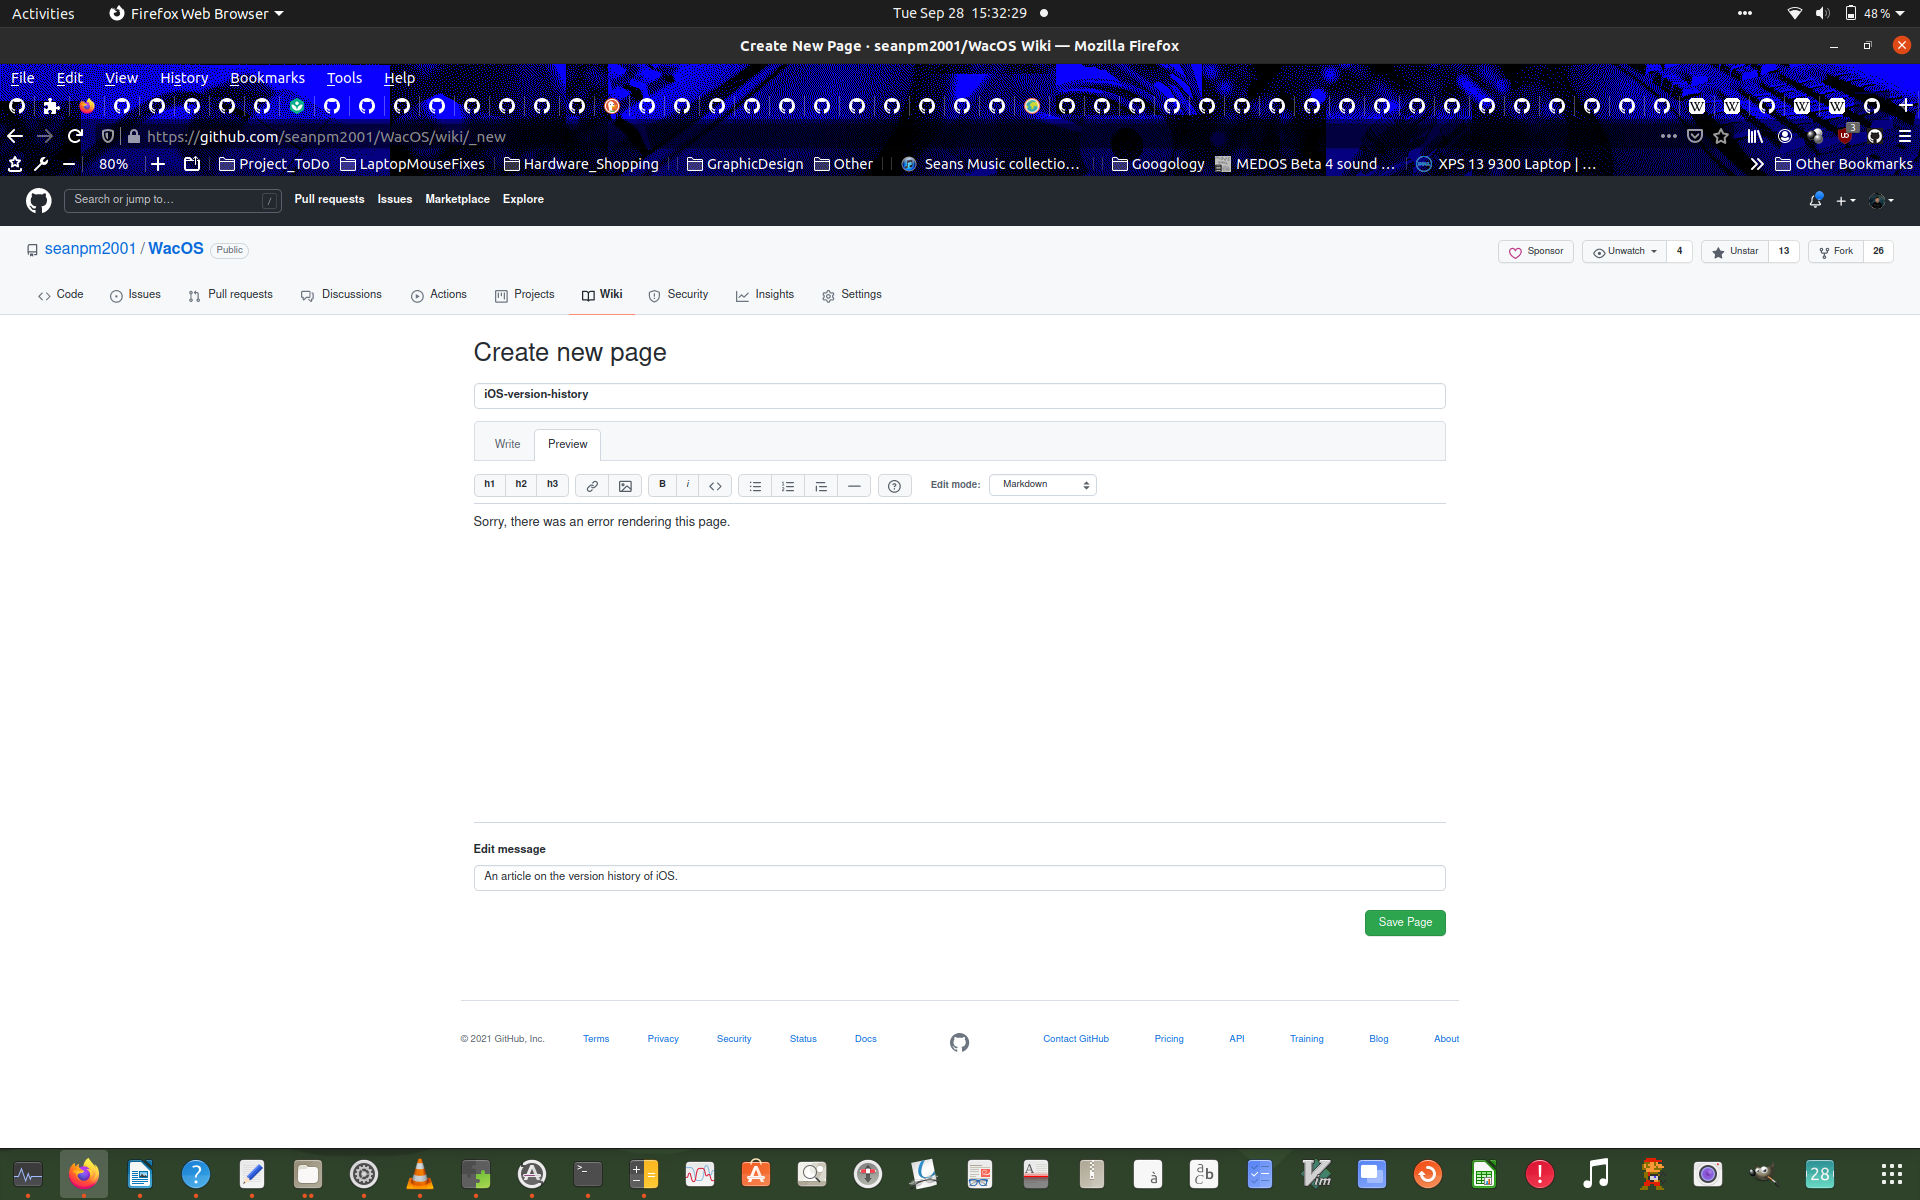 Activities Firefox Web Browser Tue Sep 28 15:32:29 48 %
Create New Page · seanpm2001/WacOS Wiki — Mozilla Firefox
File Edit View History Bookmarks Tools Help
https://github.com/seanpm2001/WacOS/wiki/_new 3
80% Project_ToDo LaptopMouseFixes Hardware_Shopping GraphicDesign Other Seans Music collectio… Googology MEDOS Beta 4 sound … XPS 13 9300 Laptop | … Other Bookmarks
Search or jump to… / Pull requests Issues Marketplace Explore
seanpm2001 / WacOS Public Sponsor Unwatch 4 Unstar 13 Fork 26
Code Issues Pull requests Discussions Actions Projects Wiki Security Insights Settings
Create new page
iOS-version-history
Write Preview
h1 h2 h3 B i Edit mode: Markdown
Sorry, there was an error rendering this page.
Edit message
An article on the version history of iOS.
Save Page
© 2021 GitHub, Inc. Terms Privacy Security Status Docs Contact GitHub Pricing API Training Blog About
28